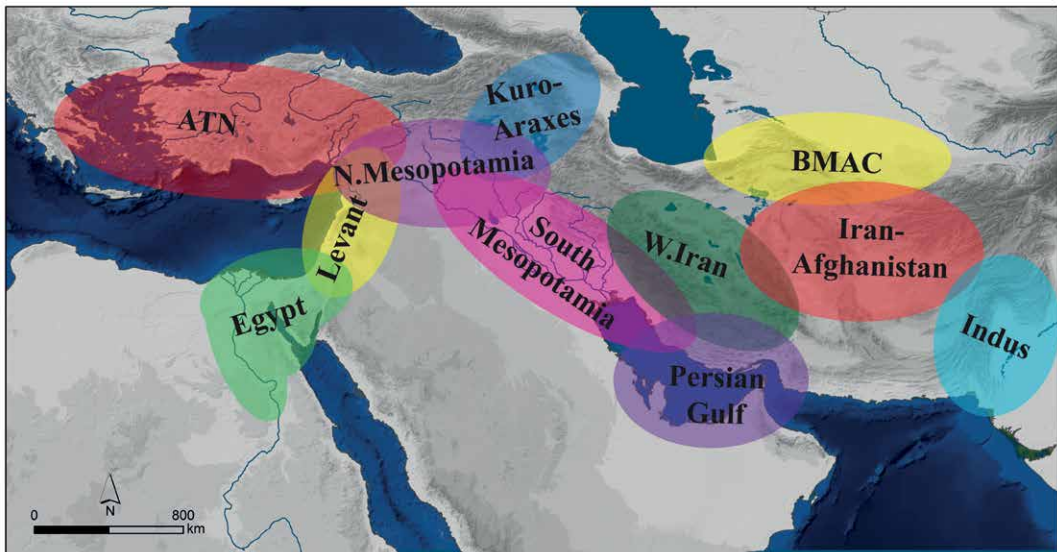 ATN
Kuro-
Araxes
N.Mesopotamia
BMAC
Levant
South
Mesopotamia
W.Iran
Iran-
Afghanistan
Egypt
Indus
Persian
Gulf
N
0 800
km